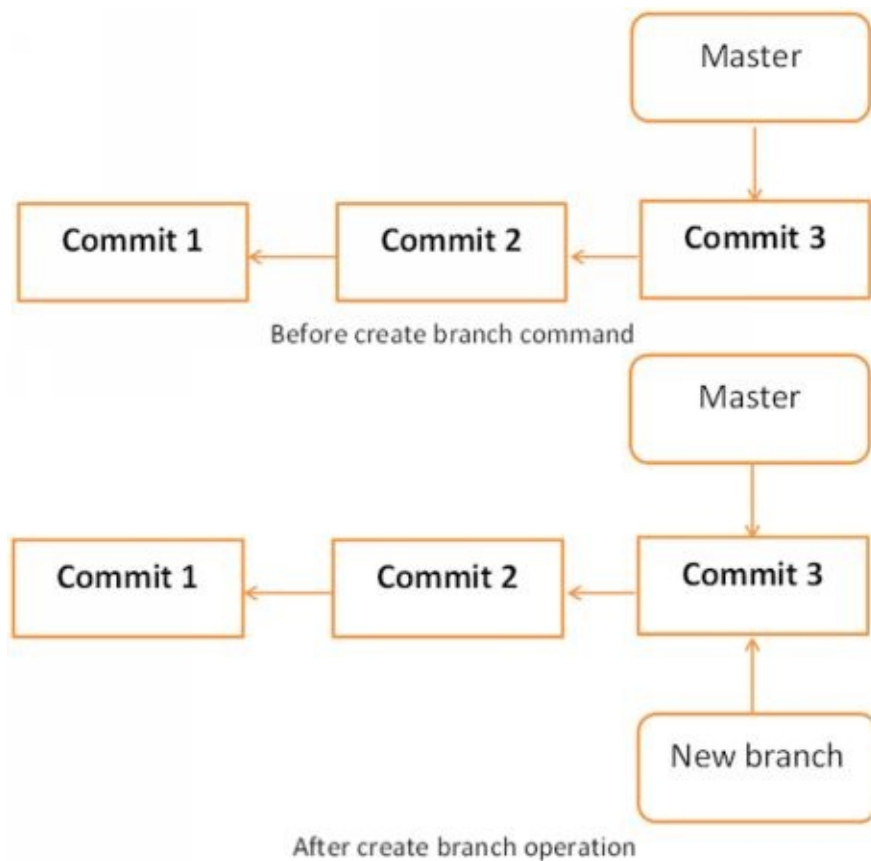 Master
Commit 1
Commit 2
Commit 3
Before create branch command
Master
Commit 1
Commit 2
Commit 3
New branch
After create branch operation